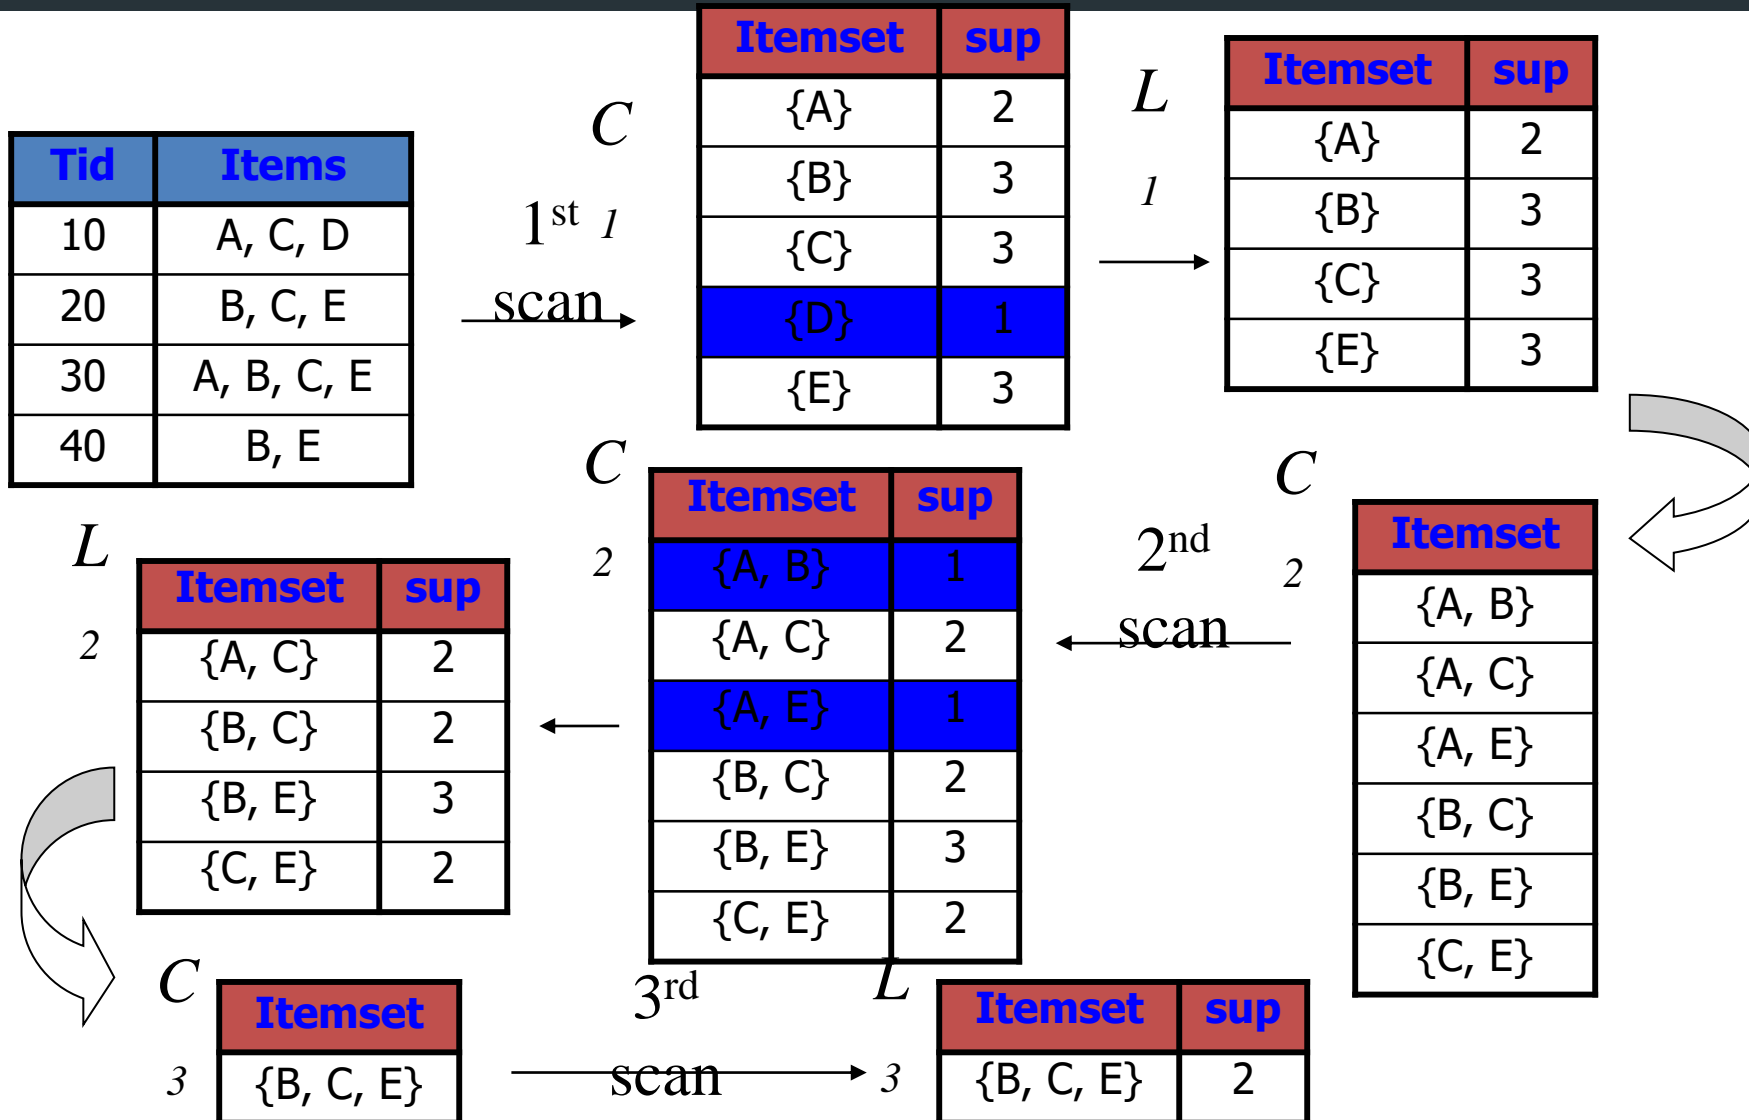 Tid Items
10 A, C, D
20 B, C, E
30 A, B, C, E
40 B, E
1st scan
C1
Itemset sup
{A} 2
{B} 3
{C} 3
{D} 1
{E} 3
L1
Itemset sup
{A} 2
{B} 3
{C} 3
{E} 3
C2
Itemset
{A, B}
{A, C}
{A, E}
{B, C}
{B, E}
{C, E}
2nd scan
C2
Itemset sup
{A, B} 1
{A, C} 2
{A, E} 1
{B, C} 2
{B, E} 3
{C, E} 2
L2
Itemset sup
{A, C} 2
{B, C} 2
{B, E} 3
{C, E} 2
C3
Itemset
{B, C, E}
3rd scan
L3
Itemset sup
{B, C, E} 2